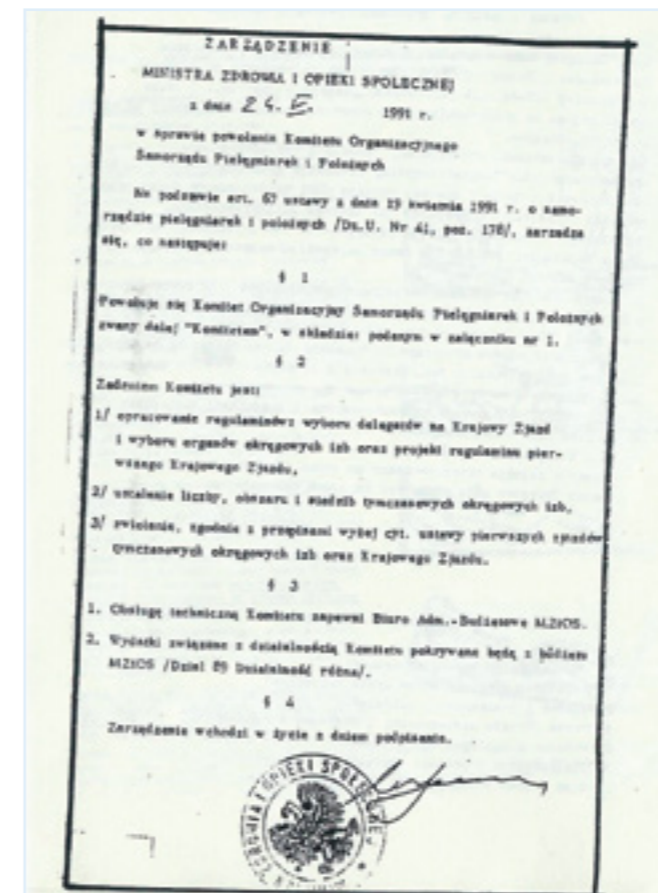 ZARZĄDZENIE
MINISTRA ZDROWIA I OPIEKI SPOŁECZNEJ
z dnia 24. 1991 r.
w sprawie powołania Komitetu Organizacyjnego
Samorządu Pielęgniarek i Położnych
Na podstawie art. 67 ustawy z dnia 19 kwietnia 1991 r. o samo-
rządzie pielęgniarek i położnych /Dz.U. Nr 41, poz. 178/, zarządza
się, co następuje:
§ 1
Powołuje się Komitet Organizacyjny Samorządu Pielęgniarek i Położnych
zwany dalej "Komitetem", w składzie: podanym w załączniku nr 1.
§ 2
Zadaniem Komitetu jest:
1/ opracowanie regulaminów: wyboru delegatów na Krajowy Zjazd
i wyboru organów okręgowych izb oraz projekt regulaminu pier-
wszego Krajowego Zjazdu,
2/ ustalenie liczby, obszaru i siedzib tymczasowych okręgowych izb,
3/ zwołanie, zgodnie z przepisami wyżej cyt. ustawy pierwszych zjazdów
tymczasowych okręgowych izb oraz Krajowego Zjazdu.
§ 3
1. Obsługę techniczną Komitetu zapewni Biuro Adm.-Budżetowe MZiOS.
2. Wydatki związane z działalnością Komitetu pokrywane będą z budżetu
MZiOS /Dział 89 Działalność różna/.
§ 4
Zarządzenie wchodzi w życie z dniem podpisania.
ZDROWIA I OPIEKI SPOŁECZNEJ